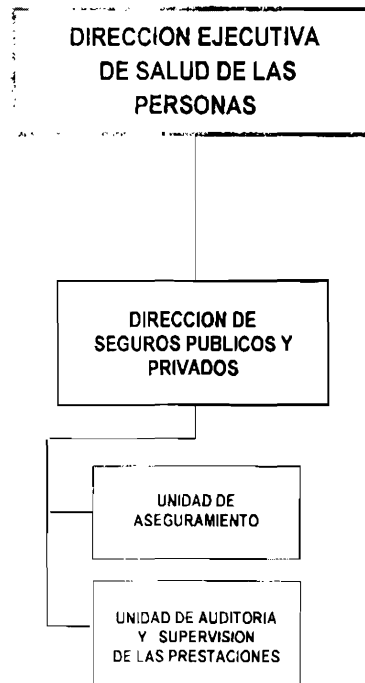 DIRECCION EJECUTIVA
DE SALUD DE LAS
PERSONAS
DIRECCION DE
SEGUROS PUBLICOS Y
PRIVADOS
UNIDAD DE
ASEGURAMIENTO
UNIDAD DE AUDITORIA
Y SUPERVISION
DE LAS PRESTACIONES